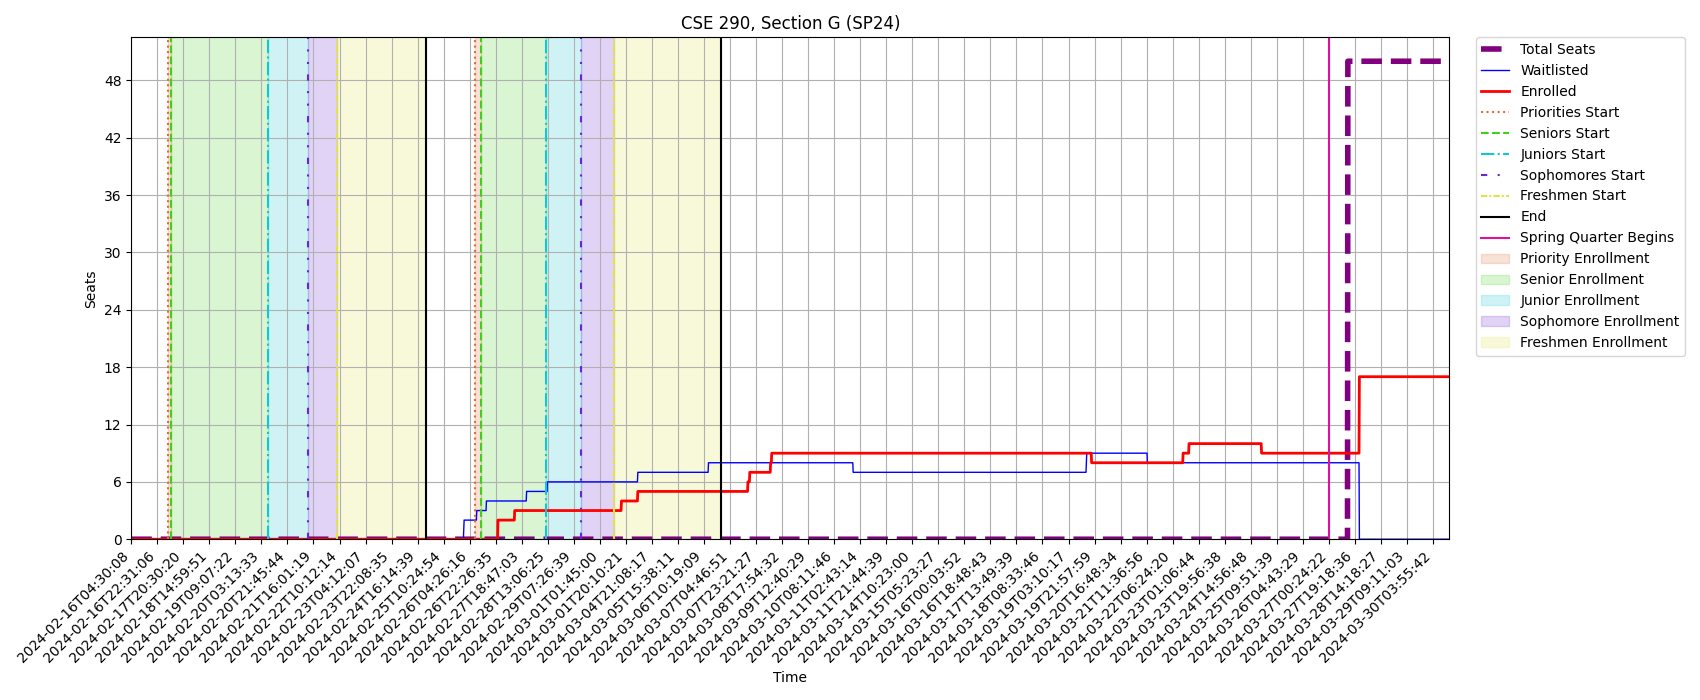 CSE 290, Section G (SP24)
Seats
48
42
36
30
24
18
12
6
0
2024-02-16T04:30:08
2024-02-16T22:31:06
2024-02-17T20:30:20
2024-02-18T14:59:51
2024-02-19T09:07:22
2024-02-20T03:13:33
2024-02-20T21:45:44
2024-02-21T16:01:19
2024-02-22T10:12:14
2024-02-23T04:12:07
2024-02-23T22:08:35
2024-02-24T16:14:39
2024-02-25T10:24:54
2024-02-26T04:26:16
2024-02-26T22:26:35
2024-02-27T18:47:03
2024-02-28T13:06:25
2024-02-29T07:26:39
2024-03-01T01:45:00
2024-03-01T20:10:21
2024-03-04T21:08:17
2024-03-05T15:38:11
2024-03-06T10:19:09
2024-03-07T04:46:51
2024-03-07T23:21:27
2024-03-08T17:54:32
2024-03-09T12:40:29
2024-03-10T08:11:46
2024-03-11T02:43:14
2024-03-11T21:44:39
2024-03-14T10:23:00
2024-03-15T05:23:27
2024-03-16T00:03:52
2024-03-16T18:48:43
2024-03-17T13:49:39
2024-03-18T08:33:46
2024-03-19T03:10:17
2024-03-19T21:57:59
2024-03-20T16:48:34
2024-03-21T11:36:56
2024-03-22T06:24:20
2024-03-23T01:06:44
2024-03-23T19:56:38
2024-03-24T14:56:48
2024-03-25T09:51:39
2024-03-26T04:43:29
2024-03-27T00:24:22
2024-03-27T19:18:36
2024-03-28T14:18:27
2024-03-29T09:11:03
2024-03-30T03:55:42
Time
Total Seats
Waitlisted
Enrolled
Priorities Start
Seniors Start
Juniors Start
Sophomores Start
Freshmen Start
End
Spring Quarter Begins
Priority Enrollment
Senior Enrollment
Junior Enrollment
Sophomore Enrollment
Freshmen Enrollment